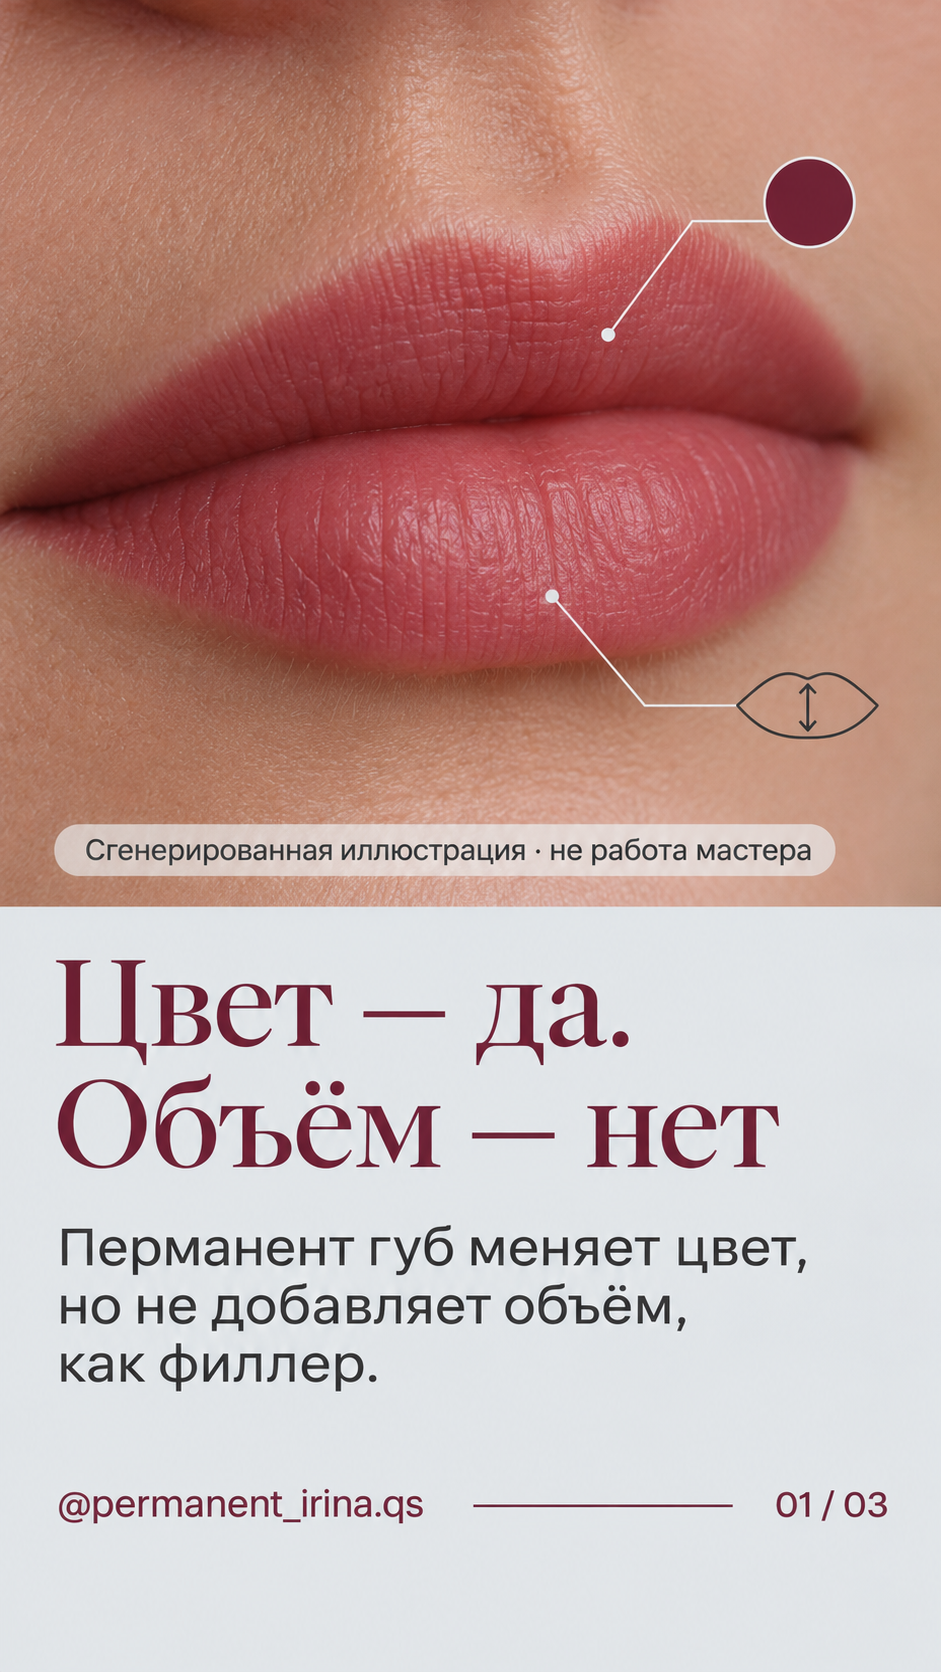 Сгенерированная иллюстрация · не работа мастера
Цвет — да.
Объём — нет
Перманент губ меняет цвет,
но не добавляет объём,
как филлер.
@permanent_irina.qs
01 / 03